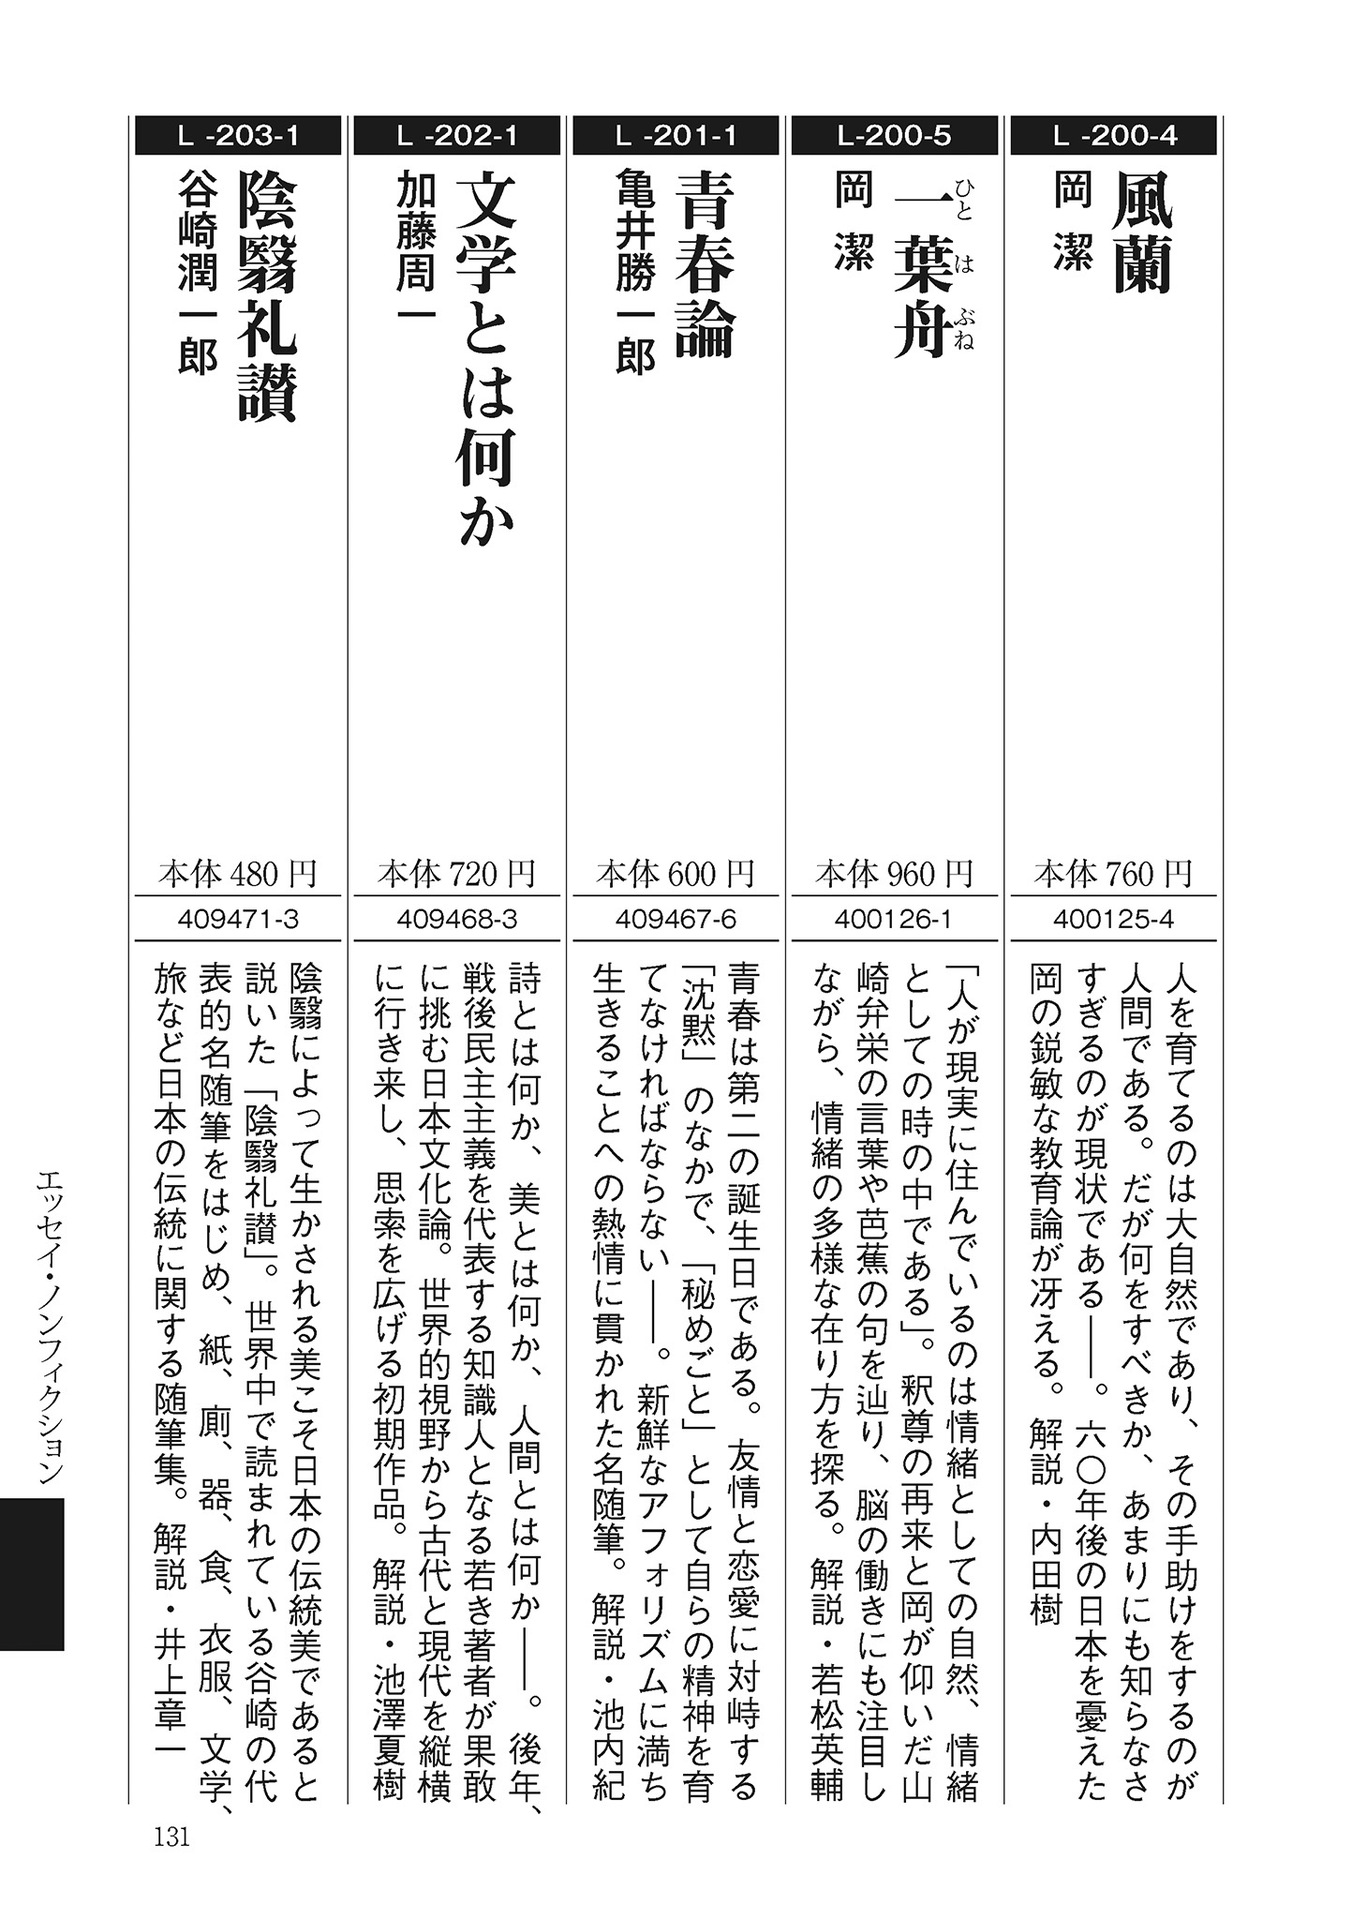 L-200-4
風蘭
岡 潔
本体760円
400125-4
人を育てるのは大自然であり、その手助けをするのが
人間である。だが何をすべきか、あまりにも知らなさ
すぎるのが現状である――。六〇年後の日本を憂えた
岡の鋭敏な教育論が冴える。解説・内田樹
L-200-5
一葉舟
ひとはぶね
岡 潔
本体960円
400126-1
「人が現実に住んでいるのは情緒としての自然、情緒
としての時の中である」。釈尊の再来と岡が仰いだ山
崎弁栄の言葉や芭蕉の句を辿り、脳の働きにも注目し
ながら、情緒の多様な在り方を探る。解説・若松英輔
L-201-1
青春論
亀井勝一郎
本体600円
409467-6
青春は第二の誕生日である。友情と恋愛に対峙する
「沈黙」のなかで、「秘めごと」として自らの精神を育
てなければならない――。新鮮なアフォリズムに満ち
生きることへの熱情に貫かれた名随筆。解説・池内紀
L-202-1
文学とは何か
加藤周一
本体720円
409468-3
詩とは何か、美とは何か、人間とは何か――。後年、
戦後民主主義を代表する知識人となる若き著者が果敢
に挑む日本文化論。世界的視野から古代と現代を縦横
に行き来し、思索を広げる初期作品。解説・池澤夏樹
L-203-1
陰翳礼讃
谷崎潤一郎
本体480円
409471-3
陰翳によって生かされる美こそ日本の伝統美であると
説いた「陰翳礼讃」。世界中で読まれている谷崎の代
表的名随筆をはじめ、紙、厠、器、食、衣服、文学、
旅など日本の伝統に関する随筆集。解説・井上章一
エッセイ・ノンフィクション
131